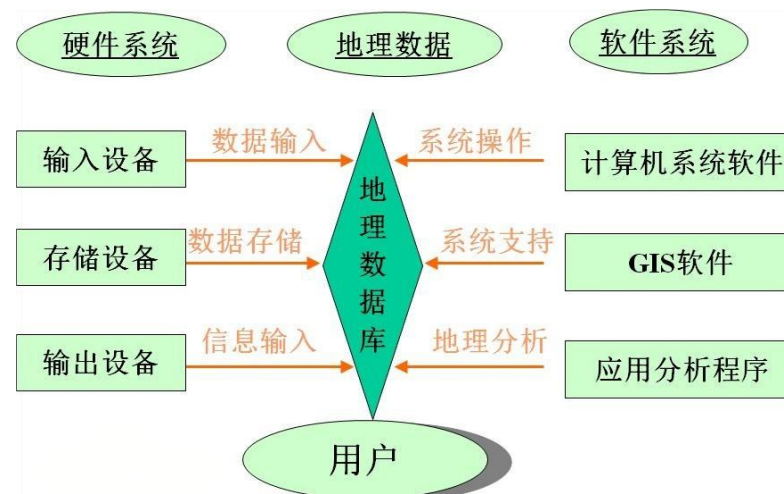 硬件系统 地理数据 软件系统
输入设备 数据输入 系统操作 计算机系统软件
存储设备 数据存储 系统支持 GIS软件
输出设备 信息输入 地理分析 应用分析程序
地理数据库
用户